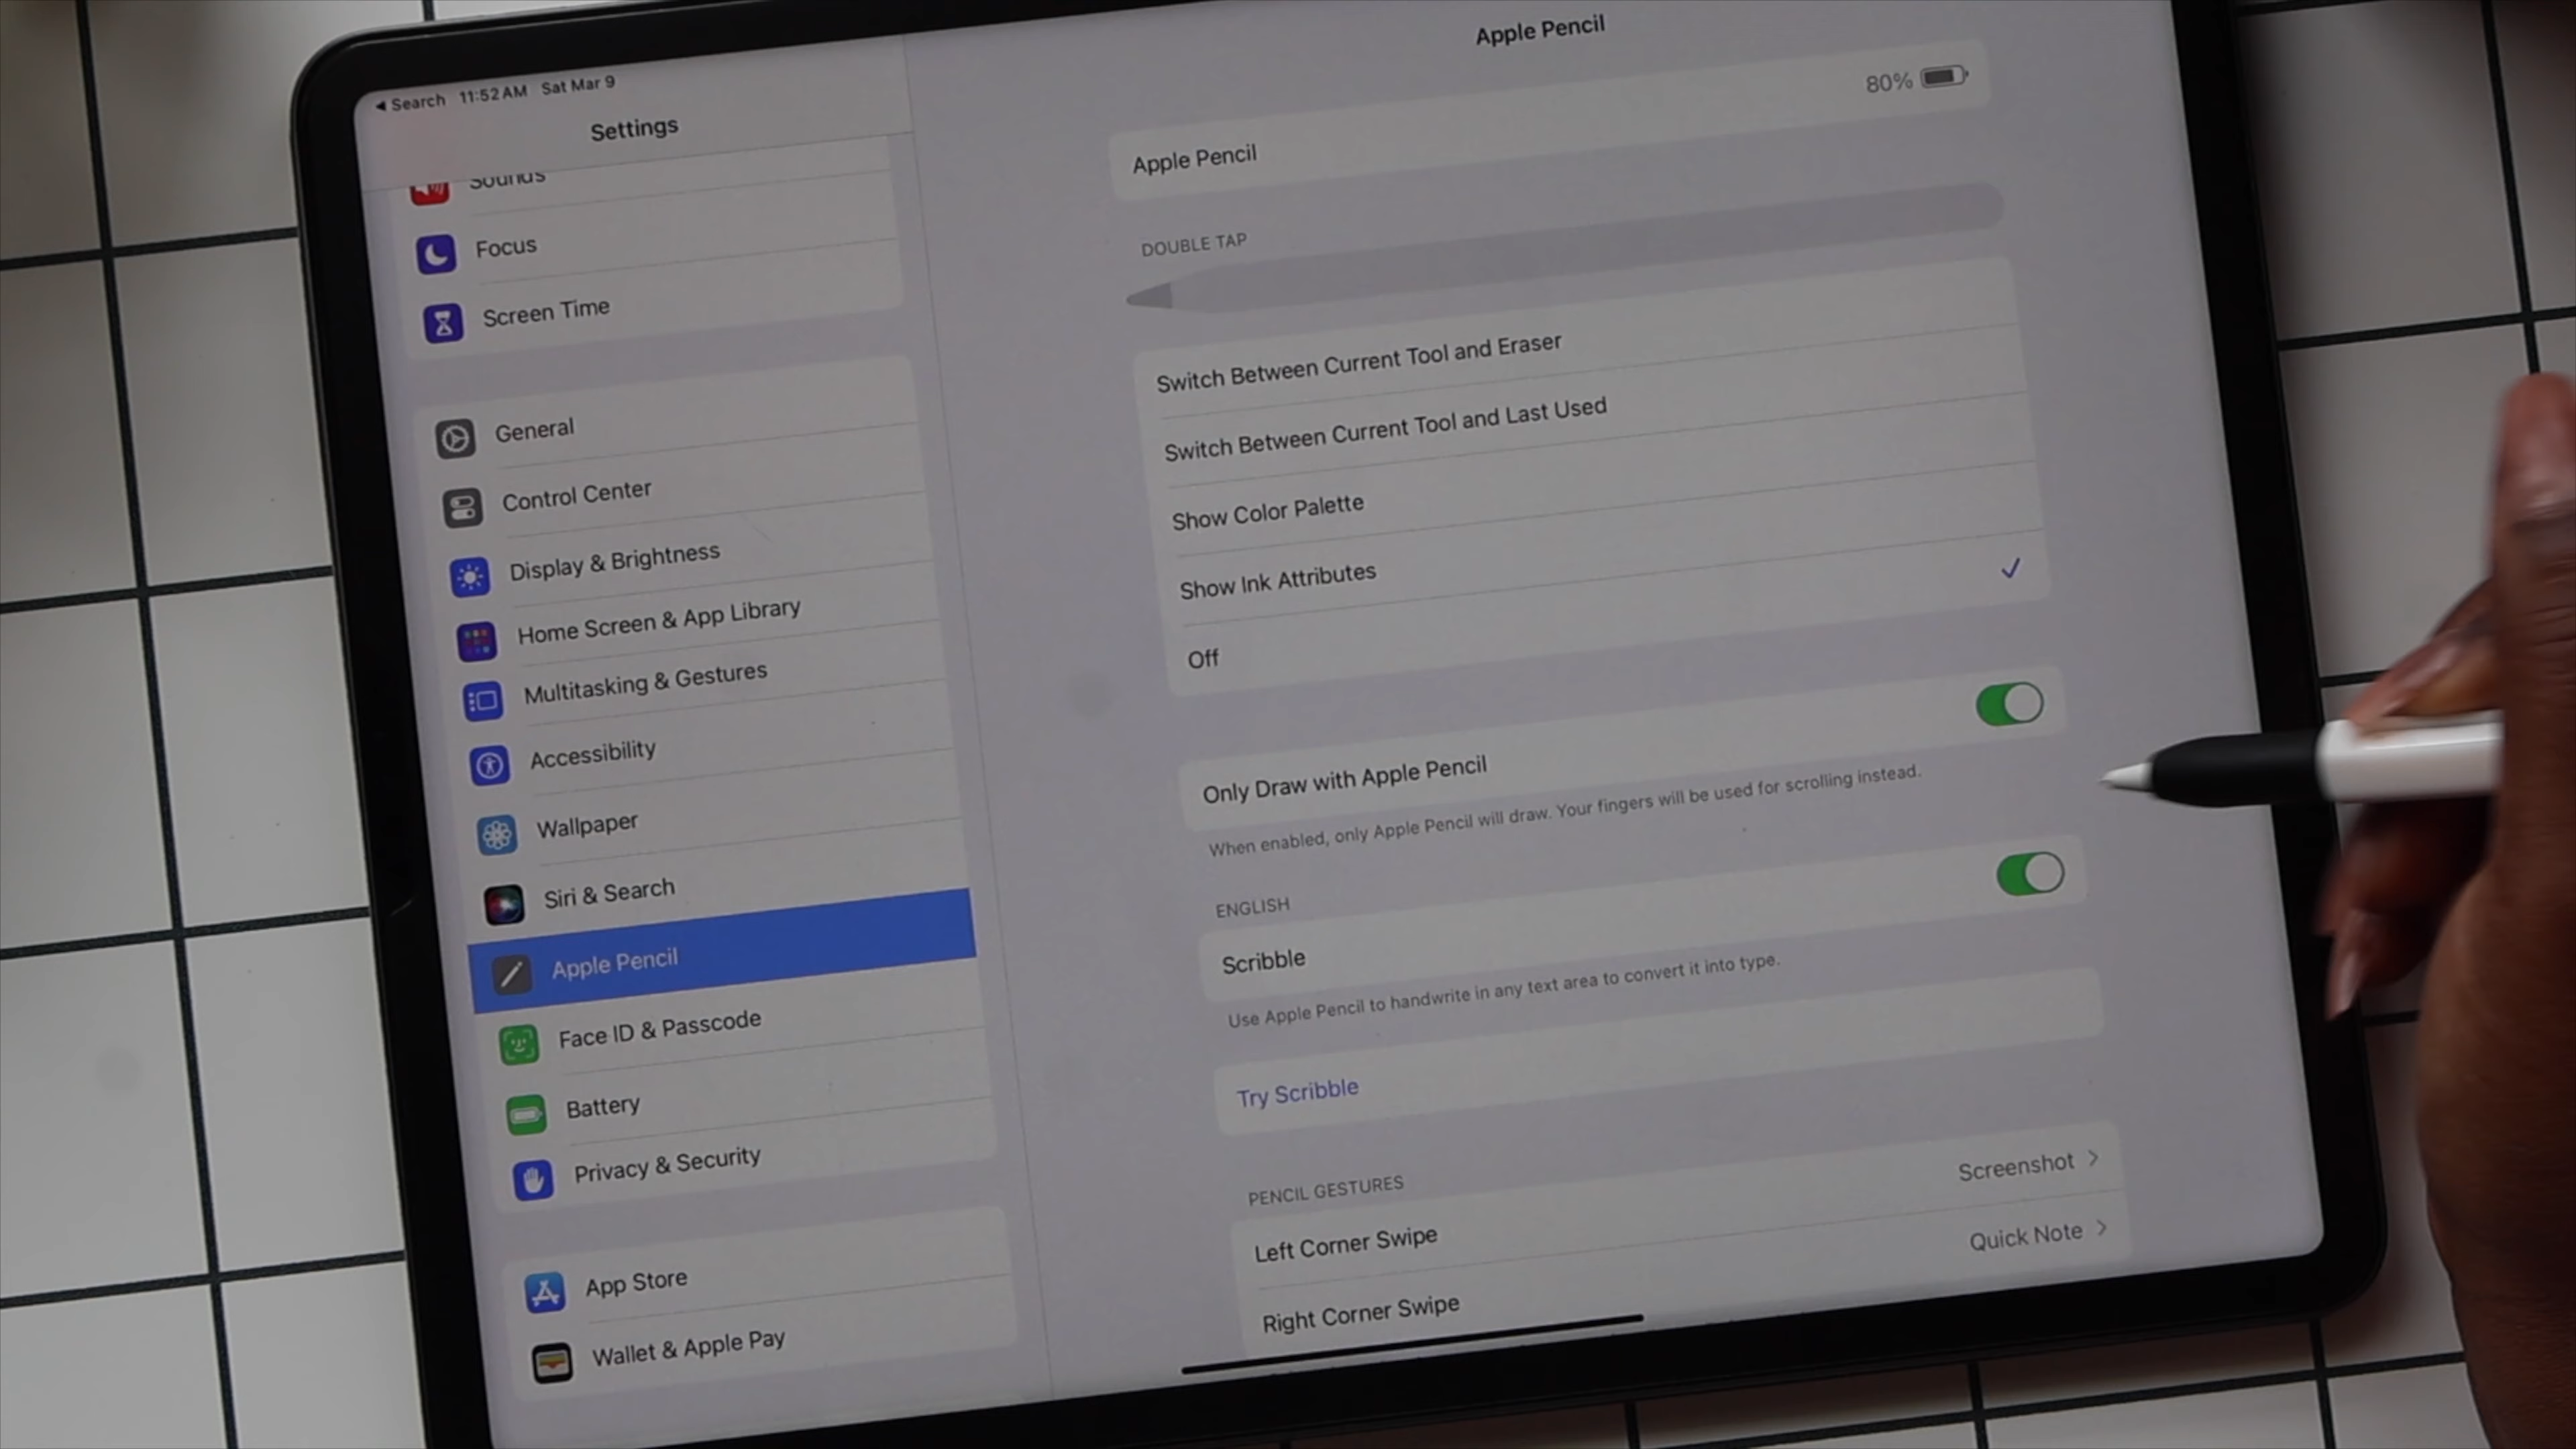 ◀ Search 11:52 AM Sat Mar 9
Settings
Sounds
Focus
Screen Time
General
Control Center
Display & Brightness
Home Screen & App Library
Multitasking & Gestures
Accessibility
Wallpaper
Siri & Search
Apple Pencil
Face ID & Passcode
Battery
Privacy & Security
App Store
Wallet & Apple Pay
Apple Pencil
Apple Pencil 80%
DOUBLE TAP
Switch Between Current Tool and Eraser
Switch Between Current Tool and Last Used
Show Color Palette
Show Ink Attributes
Off
Only Draw with Apple Pencil
When enabled, only Apple Pencil will draw. Your fingers will be used for scrolling instead.
ENGLISH
Scribble
Use Apple Pencil to handwrite in any text area to convert it into type.
Try Scribble
PENCIL GESTURES
Left Corner Swipe Screenshot
Right Corner Swipe Quick Note